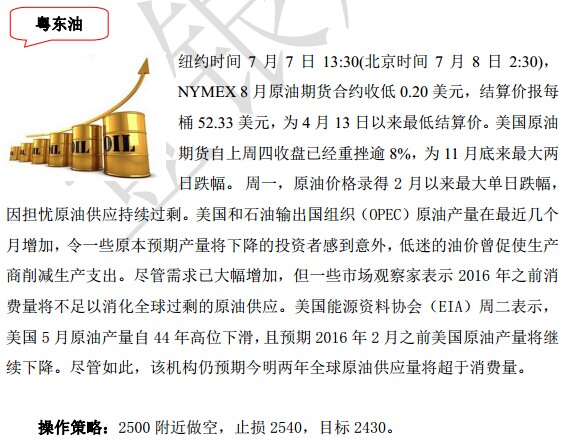 粤东油
纽约时间 7 月 7 日 13:30(北京时间 7 月 8 日 2:30)，
NYMEX 8 月原油期货合约收低 0.20 美元，结算价报每
桶 52.33 美元，为 4 月 13 日以来最低结算价。美国原油
期货自上周四收盘已经重挫逾 8%，为 11 月底来最大两
日跌幅。 周一，原油价格录得 2 月以来最大单日跌幅，
因担忧原油供应持续过剩。美国和石油输出国组织（OPEC）原油产量在最近几个
月增加，令一些原本预期产量将下降的投资者感到意外，低迷的油价曾促使生产
商削减生产支出。尽管需求已大幅增加，但一些市场观察家表示 2016 年之前消
费量将不足以消化全球过剩的原油供应。美国能源资料协会（EIA）周二表示，
美国 5 月原油产量自 44 年高位下滑，且预期 2016 年 2 月之前美国原油产量将继
续下降。尽管如此，该机构仍预期今明两年全球原油供应量将超于消费量。
操作策略：2500 附近做空，止损 2540，目标 2430。
OIL
OIL
OIL